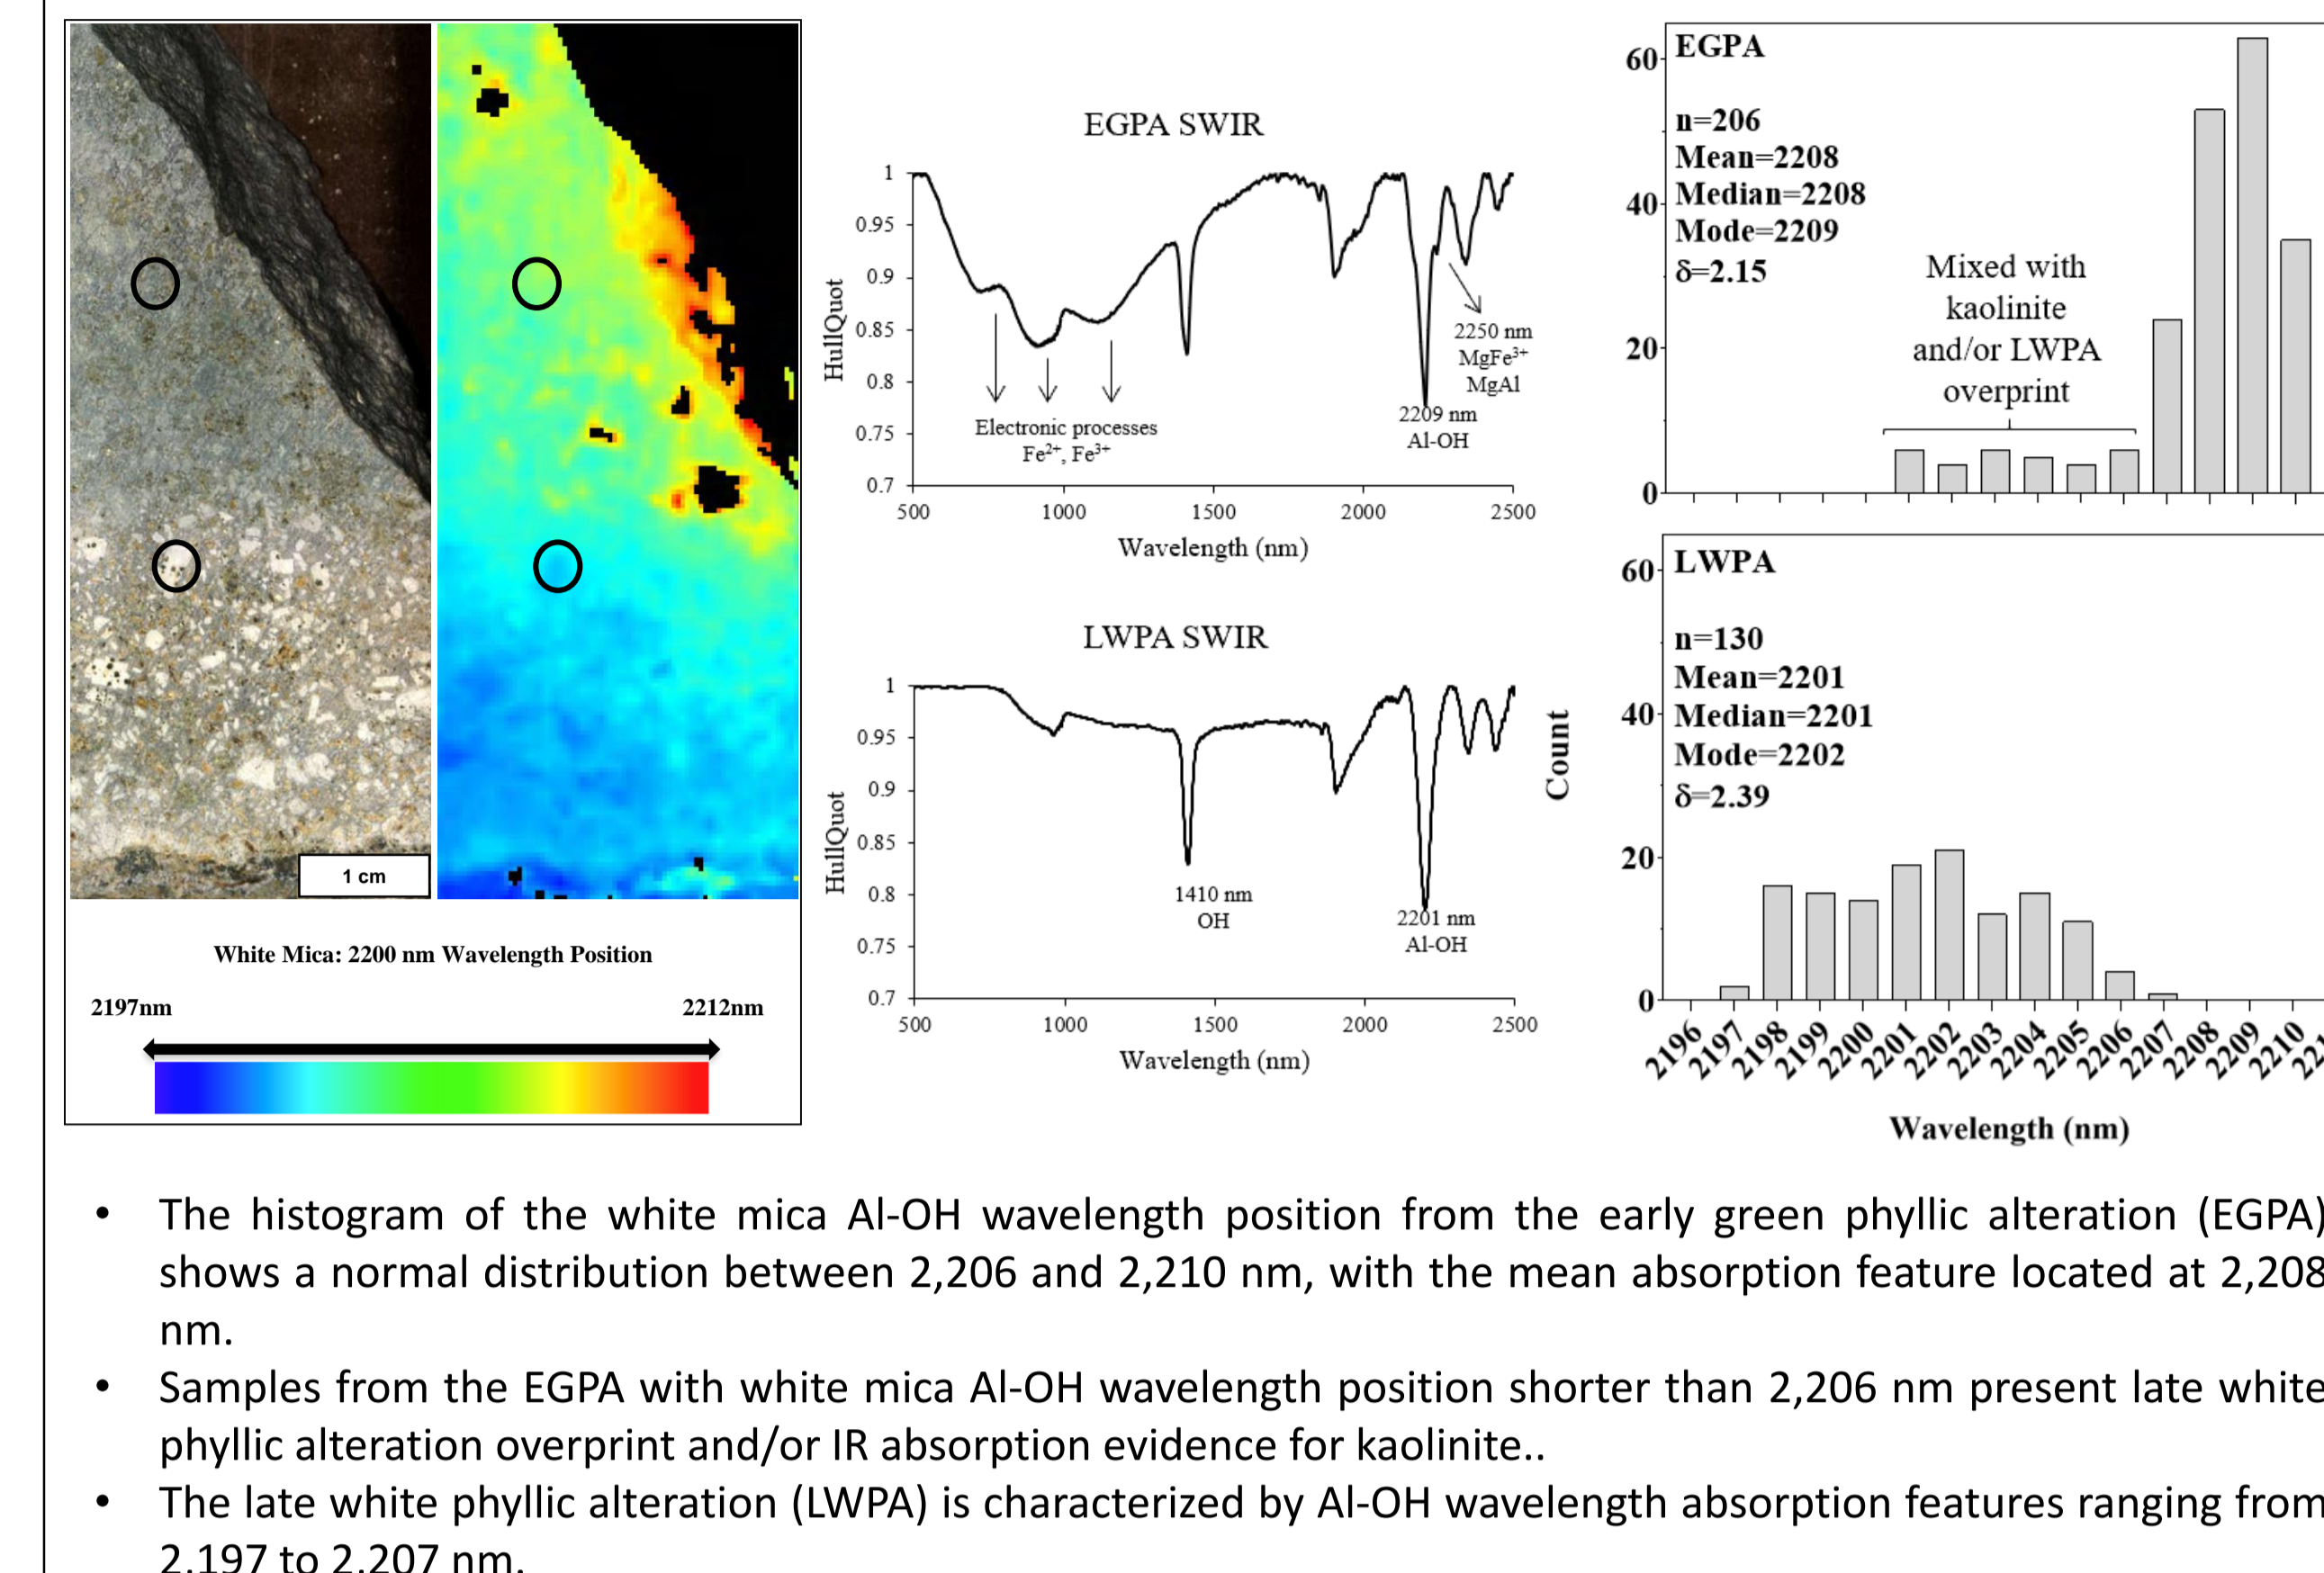 1 cm
White Mica: 2200 nm Wavelength Position
2197nm 2212nm
EGPA SWIR
HullQuot
1
0.95
0.9
0.85
0.8
0.75
0.7
500 1000 1500 2000 2500
Wavelength (nm)
Electronic processes
Fe²⁺, Fe³⁺
2209 nm
Al-OH
2250 nm
MgFe³⁺
MgAl
LWPA SWIR
HullQuot
1
0.95
0.9
0.85
0.8
0.75
0.7
500 1000 1500 2000 2500
Wavelength (nm)
1410 nm
OH
2201 nm
Al-OH
Count
EGPA
n=206
Mean=2208
Median=2208
Mode=2209
δ=2.15
Mixed with
kaolinite
and/or LWPA
overprint
60
40
20
0
LWPA
n=130
Mean=2201
Median=2201
Mode=2202
δ=2.39
60
40
20
0
2196 2197 2198 2199 2200 2201 2202 2203 2204 2205 2206 2207 2208 2209 2210
Wavelength (nm)
• The histogram of the white mica Al-OH wavelength position from the early green phyllic alteration (EGPA)
shows a normal distribution between 2,206 and 2,210 nm, with the mean absorption feature located at 2,208
nm.
• Samples from the EGPA with white mica Al-OH wavelength position shorter than 2,206 nm present late white
phyllic alteration overprint and/or IR absorption evidence for kaolinite..
• The late white phyllic alteration (LWPA) is characterized by Al-OH wavelength absorption features ranging from
2,197 to 2,207 nm.